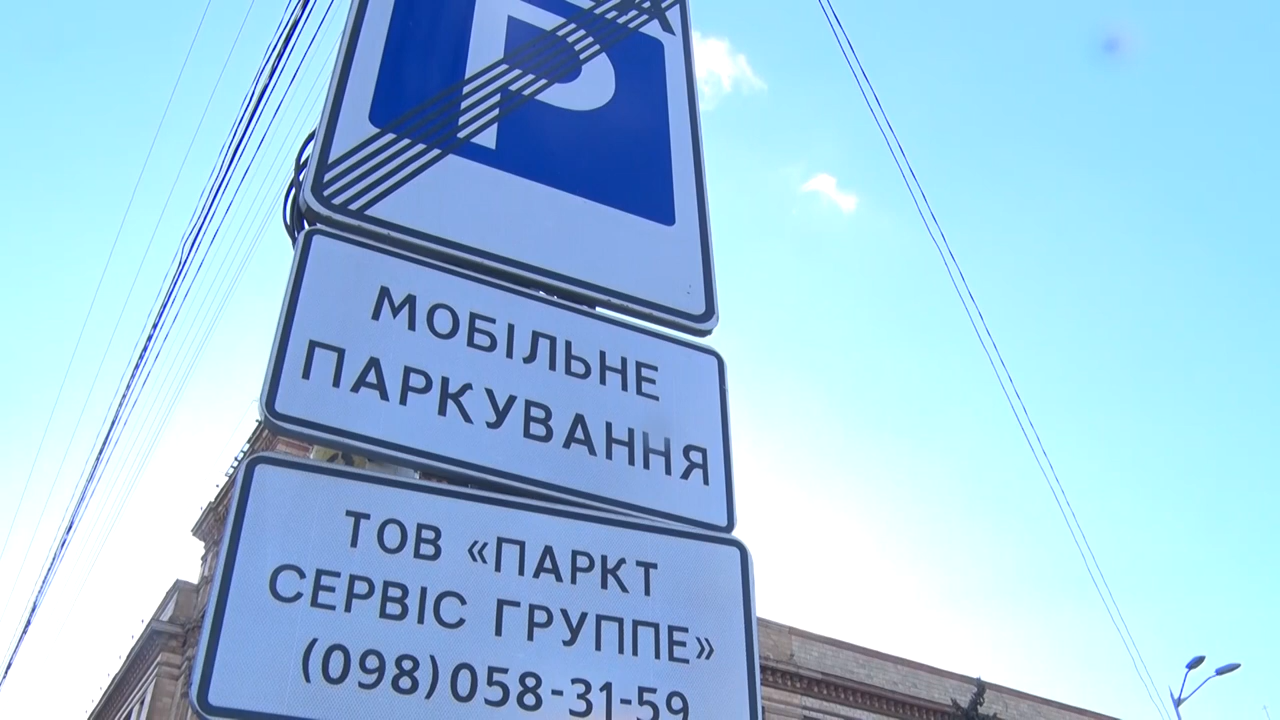 P
МОБІЛЬНЕ
ПАРКУВАННЯ
ТОВ «ПАРКТ
СЕРВІС ГРУППЕ»
(098)058-31-59